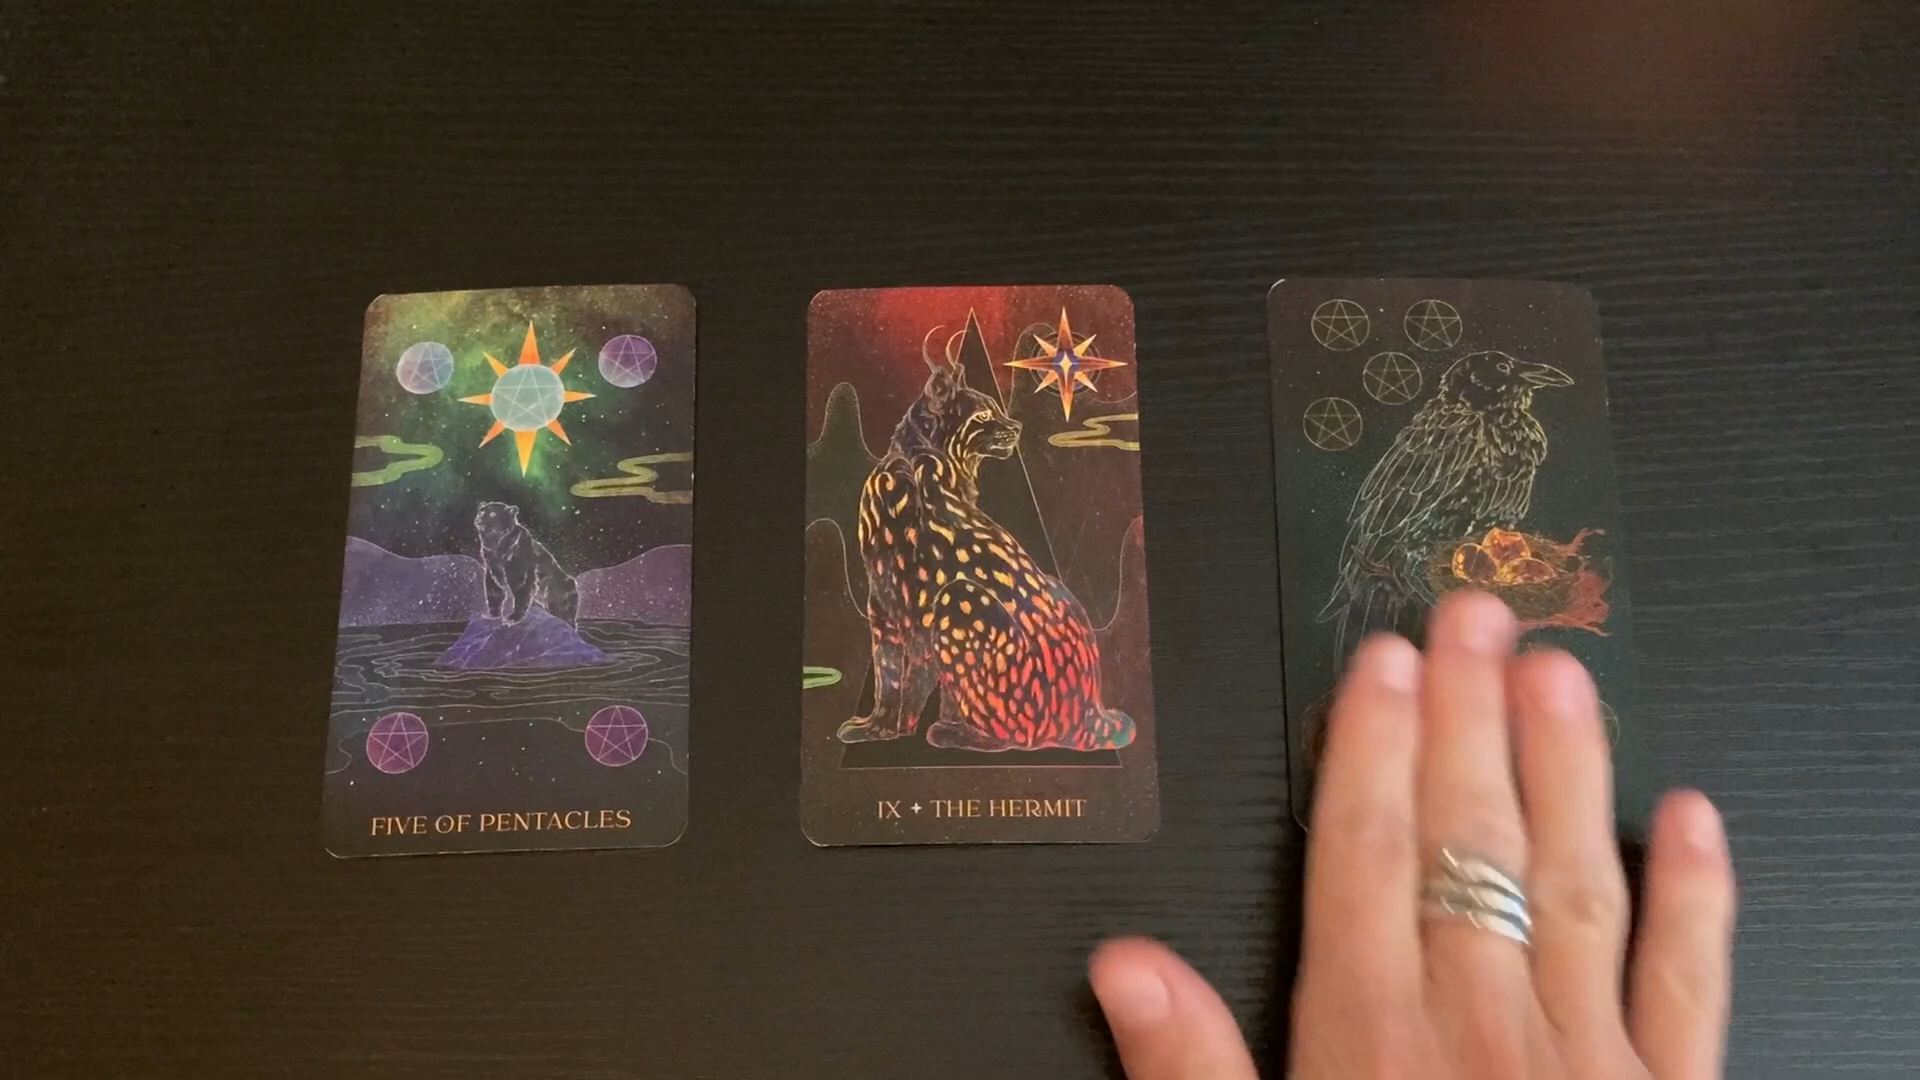 FIVE OF PENTACLES
IX ✦ THE HERMIT